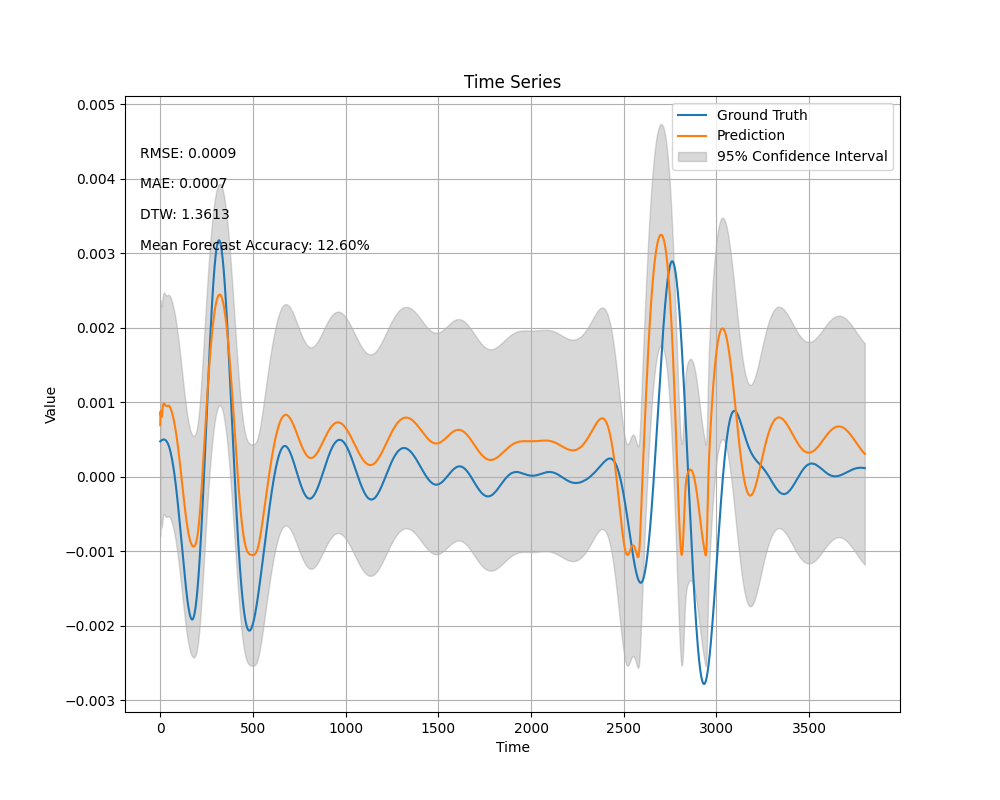 Time Series
Ground Truth
Prediction
95% Confidence Interval
RMSE: 0.0009
MAE: 0.0007
DTW: 1.3613
Mean Forecast Accuracy: 12.60%
Value
0.005
0.004
0.003
0.002
0.001
0.000
−0.001
−0.002
−0.003
0 500 1000 1500 2000 2500 3000 3500
Time